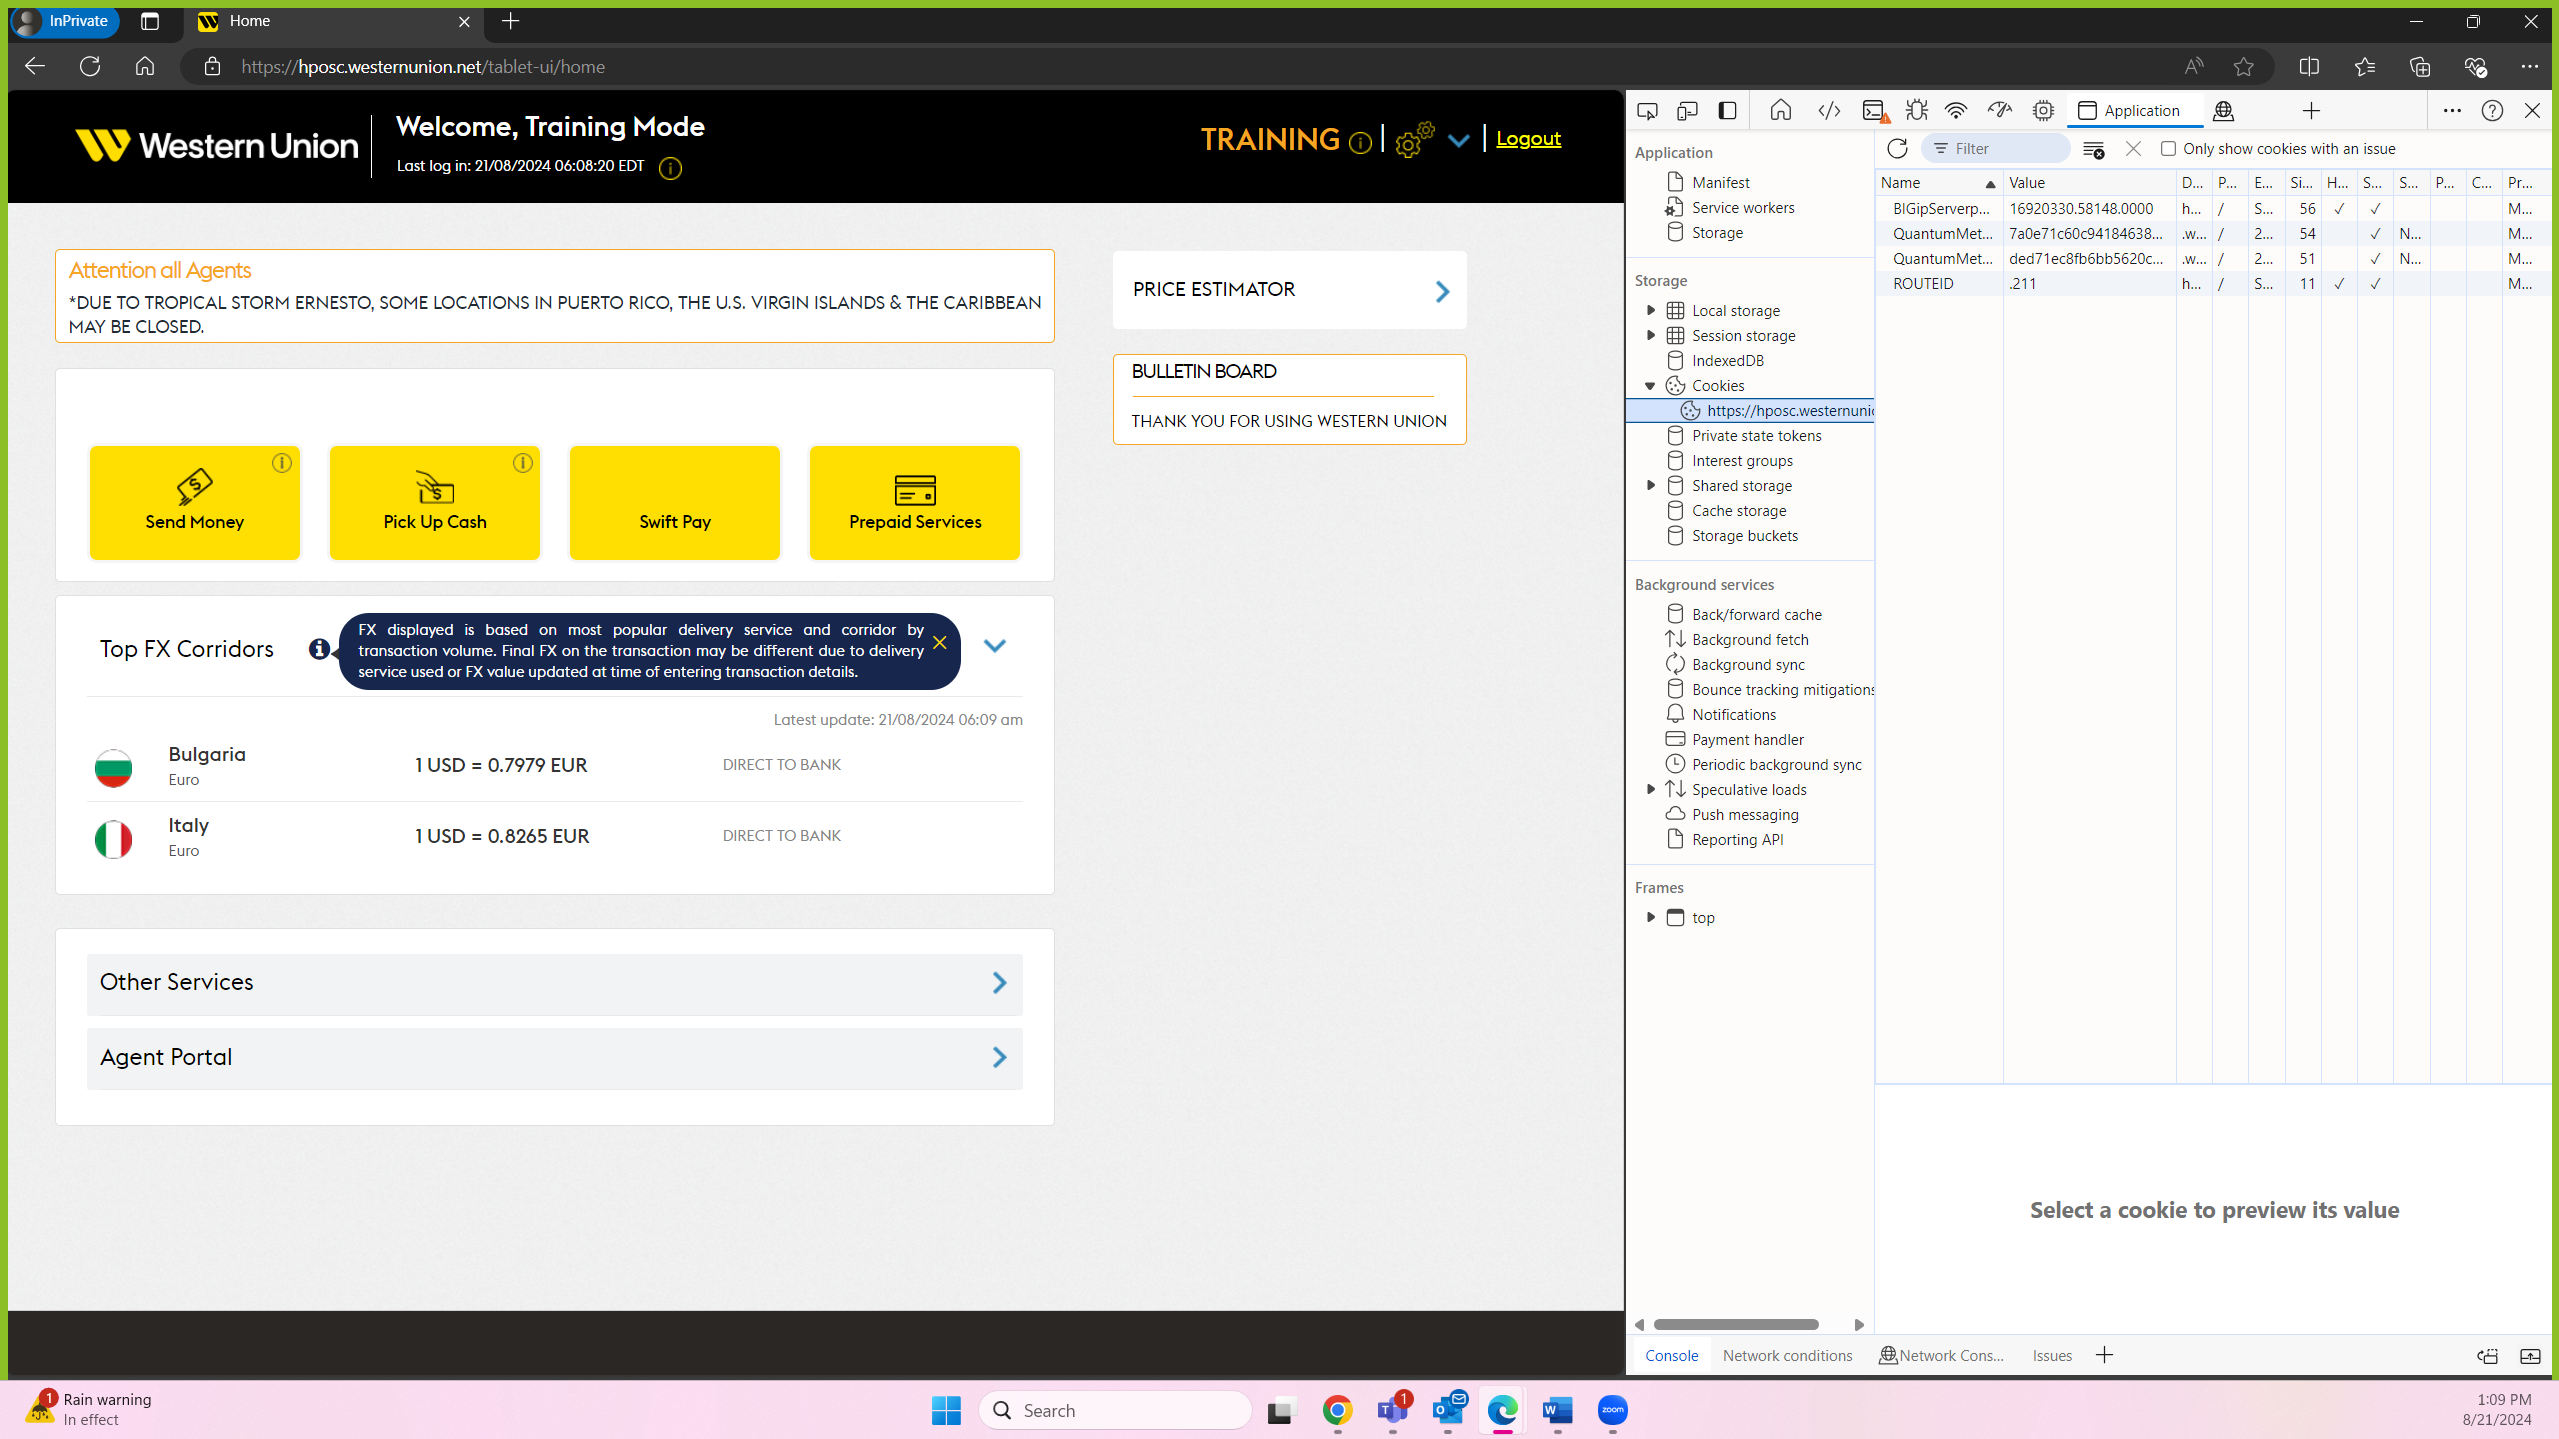 InPrivate
Home
https://hposc.westernunion.net/tablet-ui/home
Western Union
Welcome, Training Mode
Last log in: 21/08/2024 06:08:20 EDT
TRAINING
Logout
Attention all Agents
*DUE TO TROPICAL STORM ERNESTO, SOME LOCATIONS IN PUERTO RICO, THE U.S. VIRGIN ISLANDS & THE CARIBBEAN
MAY BE CLOSED.
PRICE ESTIMATOR
BULLETIN BOARD
THANK YOU FOR USING WESTERN UNION
Send Money
Pick Up Cash
Swift Pay
Prepaid Services
Top FX Corridors
FX displayed is based on most popular delivery service and corridor by
transaction volume. Final FX on the transaction may be different due to delivery
service used or FX value updated at time of entering transaction details.
Latest update: 21/08/2024 06:09 am
Bulgaria
Euro
1 USD = 0.7979 EUR
DIRECT TO BANK
Italy
Euro
1 USD = 0.8265 EUR
DIRECT TO BANK
Other Services
Agent Portal
Application
Application
Manifest
Service workers
Storage
Storage
Local storage
Session storage
IndexedDB
Cookies
https://hposc.westernuni
Private state tokens
Interest groups
Shared storage
Cache storage
Storage buckets
Background services
Back/forward cache
Background fetch
Background sync
Bounce tracking mitigations
Notifications
Payment handler
Periodic background sync
Speculative loads
Push messaging
Reporting API
Frames
top
Filter
Only show cookies with an issue
Name Value D... P... E... Si... H... S... S... P... C... Pr...
BIGipServerp... 16920330.58148.0000 h... / S... 56 ✓ ✓ M...
QuantumMet... 7a0e71c60c94184638... .w... / 2... 54 ✓ N... M...
QuantumMet... ded71ec8fb6bb5620c... .w... / 2... 51 ✓ N... M...
ROUTEID .211 h... / S... 11 ✓ ✓ M...
Select a cookie to preview its value
Console
Network conditions
Network Cons...
Issues
1
Rain warning
In effect
Search
1
zoom
1:09 PM
8/21/2024